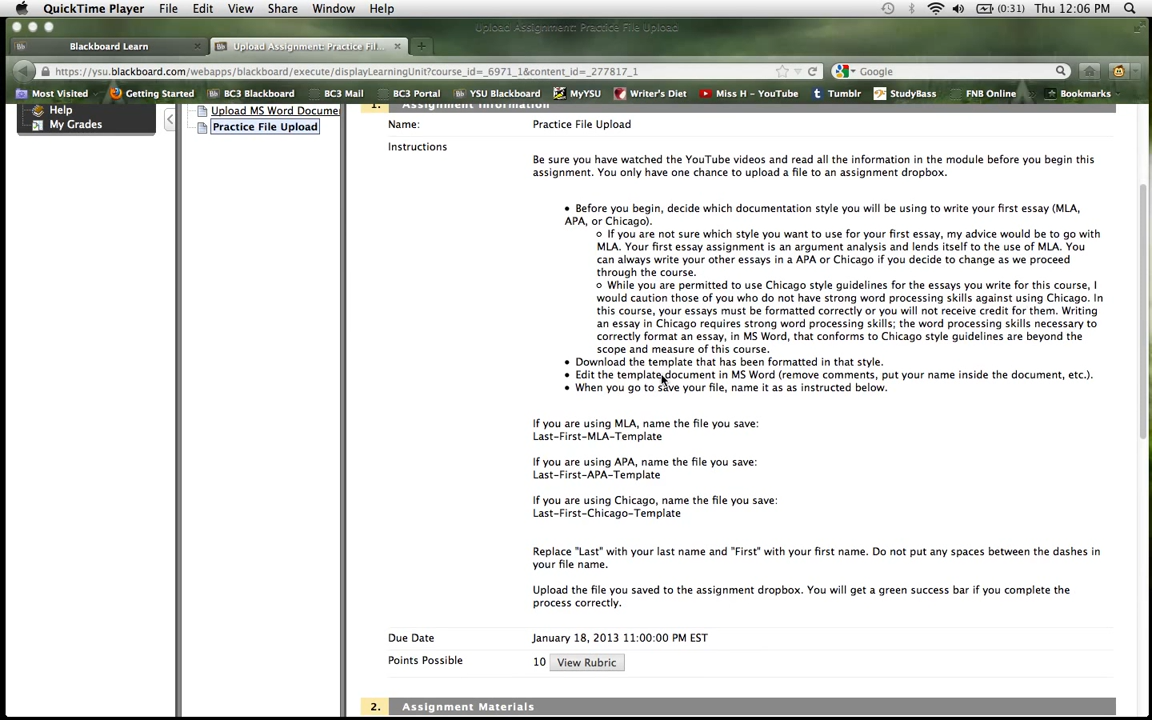 QuickTime Player File Edit View Share Window Help (0:31) Thu 12:06 PM
Upload Assignment: Practice File Upload
Blackboard Learn Upload Assignment: Practice Fil...
https://ysu.blackboard.com/webapps/blackboard/execute/displayLearningUnit?course_id=_6971_1&content_id=_277817_1 Google
Most Visited Getting Started BC3 Blackboard BC3 Mail BC3 Portal YSU Blackboard MyYSU Writer's Diet Miss H - YouTube Tumblr StudyBass FNB Online Bookmarks
Help
My Grades
Upload MS Word Docume
Practice File Upload
1. Assignment Information
Name: Practice File Upload
Instructions
Be sure you have watched the YouTube videos and read all the information in the module before you begin this
assignment. You only have one chance to upload a file to an assignment dropbox.
• Before you begin, decide which documentation style you will be using to write your first essay (MLA,
APA, or Chicago).
◦ If you are not sure which style you want to use for your first essay, my advice would be to go with
MLA. Your first essay assignment is an argument analysis and lends itself to the use of MLA. You
can always write your other essays in a APA or Chicago if you decide to change as we proceed
through the course.
◦ While you are permitted to use Chicago style guidelines for the essays you write for this course, I
would caution those of you who do not have strong word processing skills against using Chicago. In
this course, your essays must be formatted correctly or you will not receive credit for them. Writing
an essay in Chicago requires strong word processing skills; the word processing skills necessary to
correctly format an essay, in MS Word, that conforms to Chicago style guidelines are beyond the
scope and measure of this course.
• Download the template that has been formatted in that style.
• Edit the template document in MS Word (remove comments, put your name inside the document, etc.).
• When you go to save your file, name it as as instructed below.
If you are using MLA, name the file you save:
Last-First-MLA-Template
If you are using APA, name the file you save:
Last-First-APA-Template
If you are using Chicago, name the file you save:
Last-First-Chicago-Template
Replace "Last" with your last name and "First" with your first name. Do not put any spaces between the dashes in
your file name.
Upload the file you saved to the assignment dropbox. You will get a green success bar if you complete the
process correctly.
Due Date January 18, 2013 11:00:00 PM EST
Points Possible 10 View Rubric
2. Assignment Materials